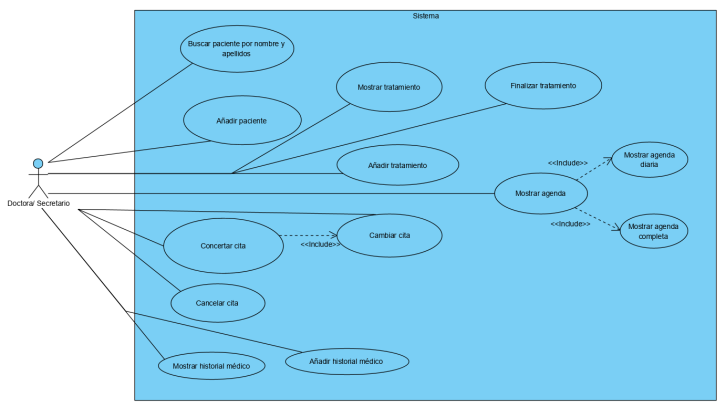 Sistema
Buscar paciente por nombre y
apellidos
Mostrar tratamiento
Finalizar tratamiento
Añadir paciente
Añadir tratamiento
<<Include>>
Mostrar agenda
diaria
Mostrar agenda
Doctora/ Secretario
<<Include>>
Mostrar agenda
completa
Concertar cita
<<Include>>
Cambiar cita
Cancelar cita
Mostrar historial médico
Añadir historial médico